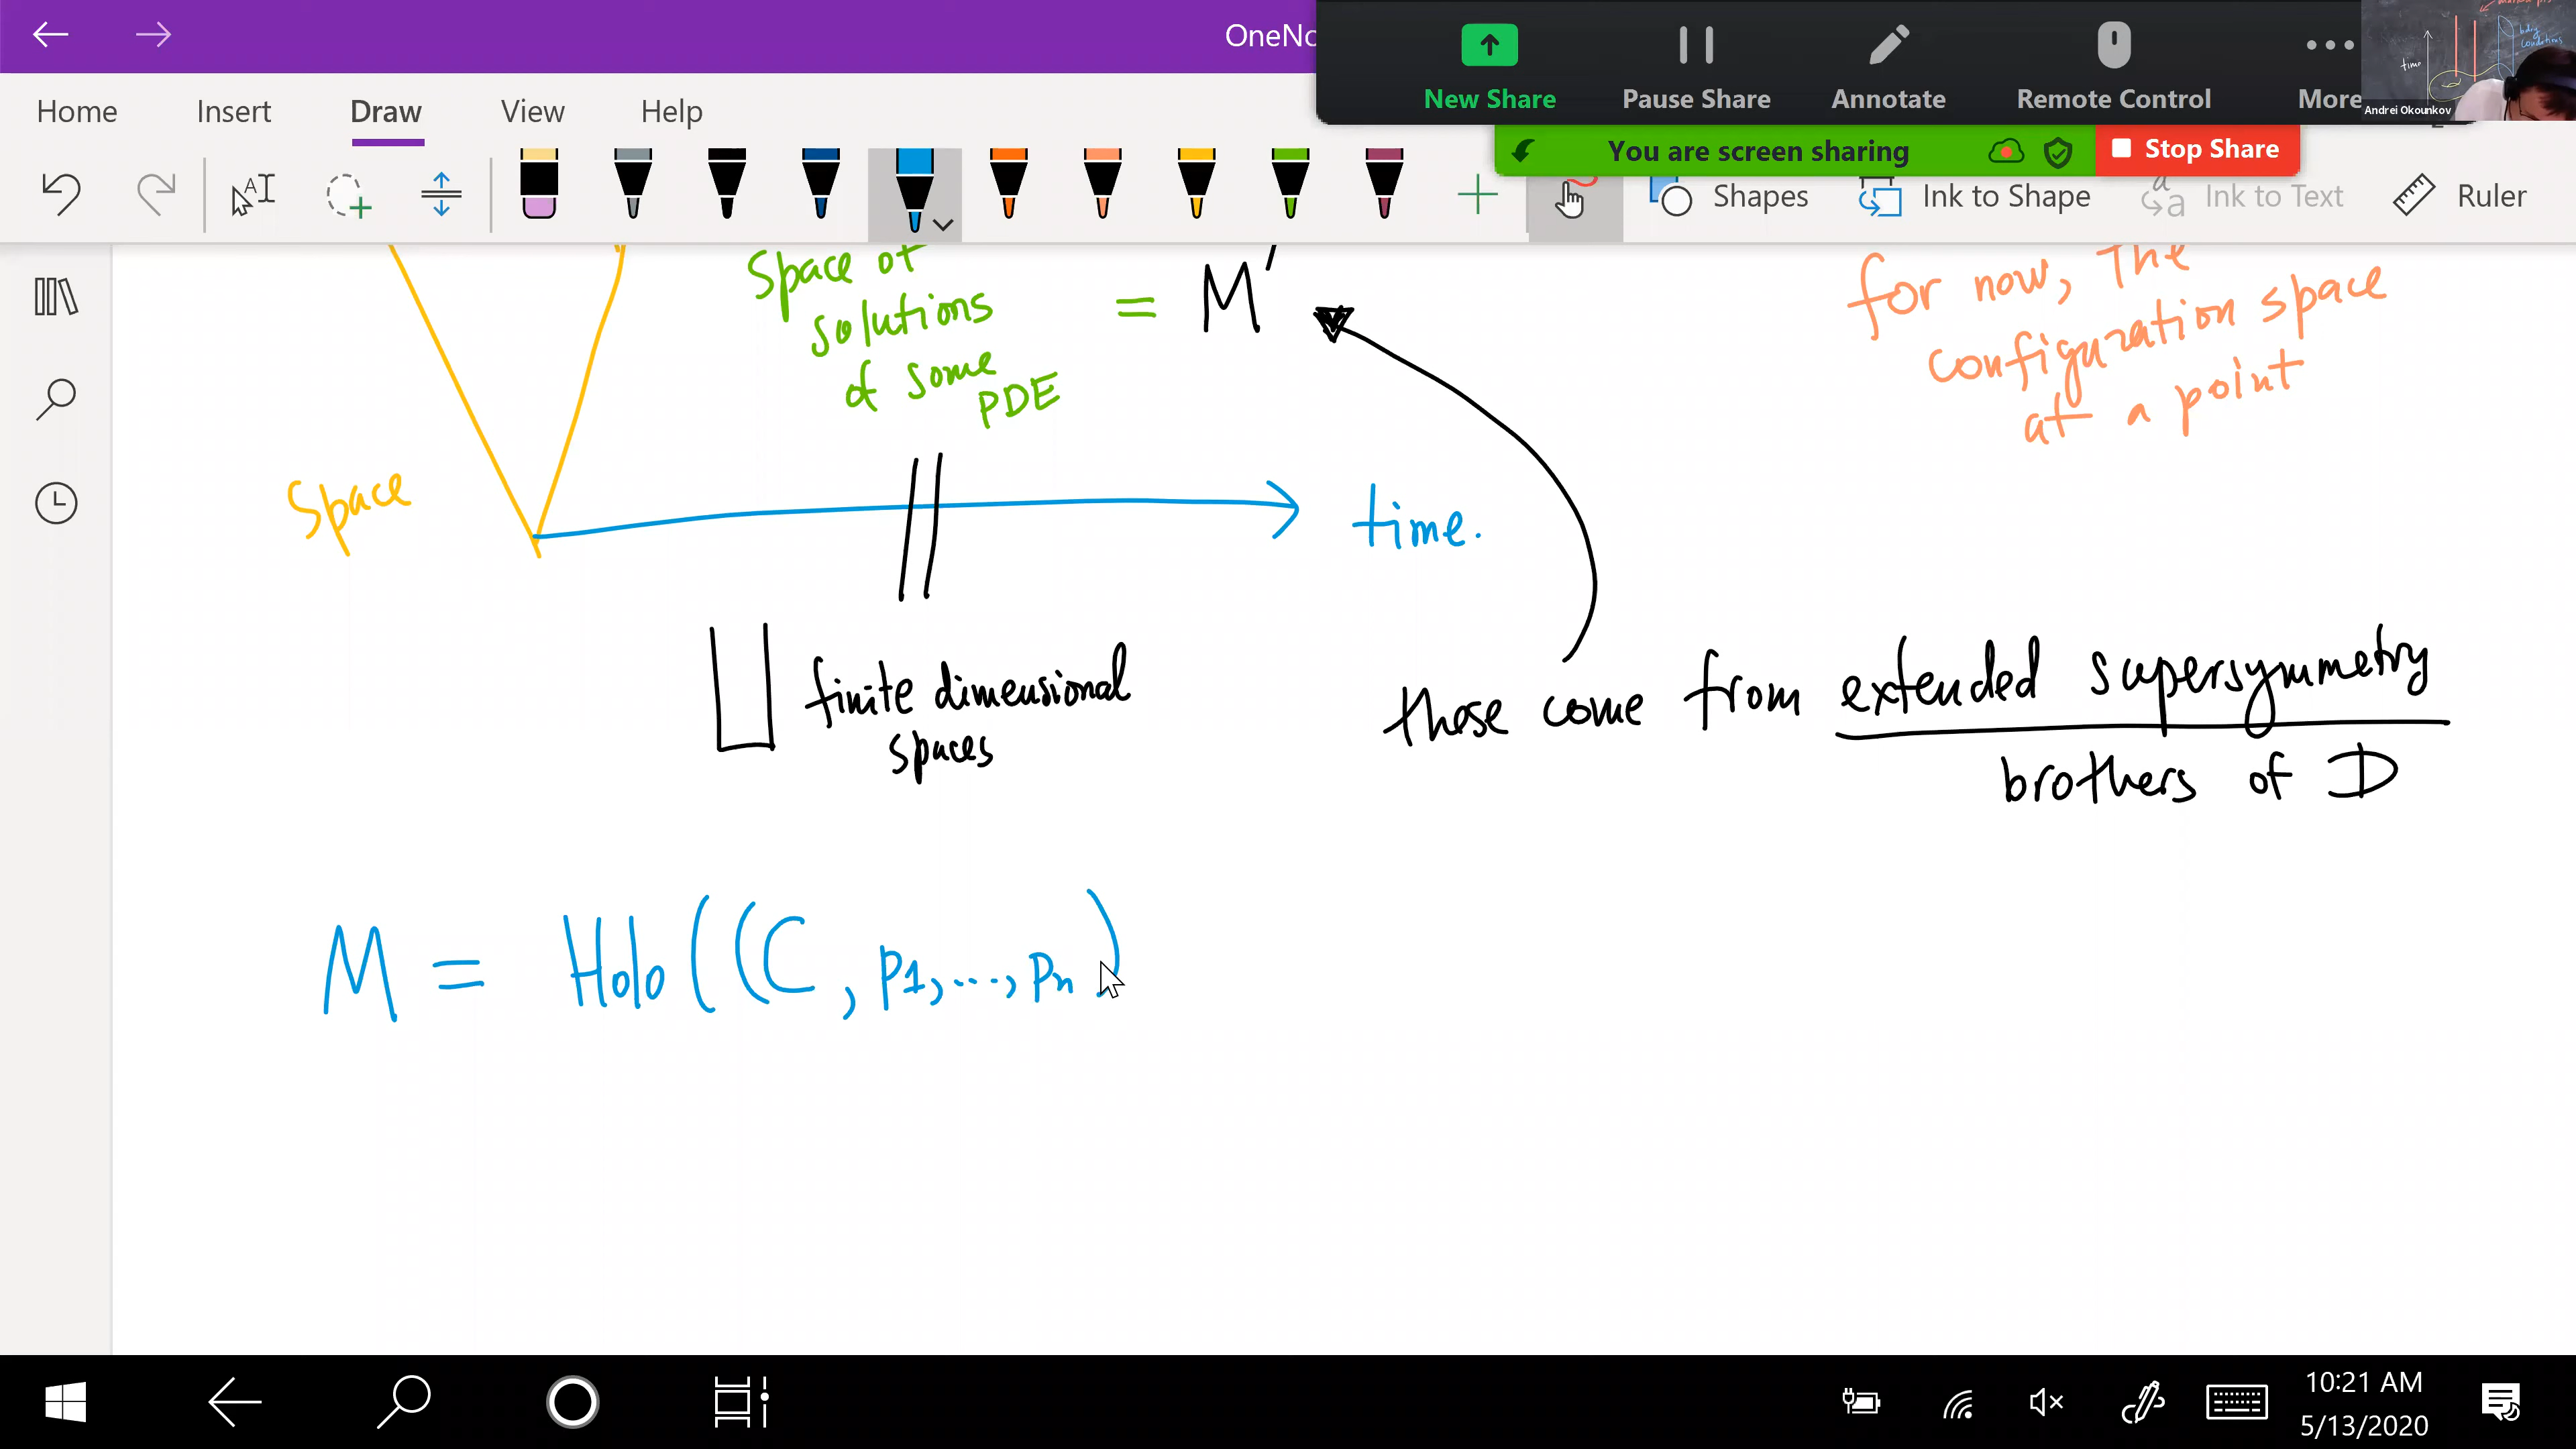 OneNo
New Share
Pause Share
Annotate
Remote Control
More
time
Andrei Okounkov
Home Insert Draw View Help
You are screen sharing
Stop Share
Shapes
Ink to Shape
Ink to Text
Ruler
Space of
solutions
of some
PDE
= M'
for now, the
configuration space
at a point
Space
time.
∐ finite dimensional
spaces
those come from extended supersymmetry
brothers of D
M = Holo((C, p1, ..., pn)
10:21 AM
5/13/2020